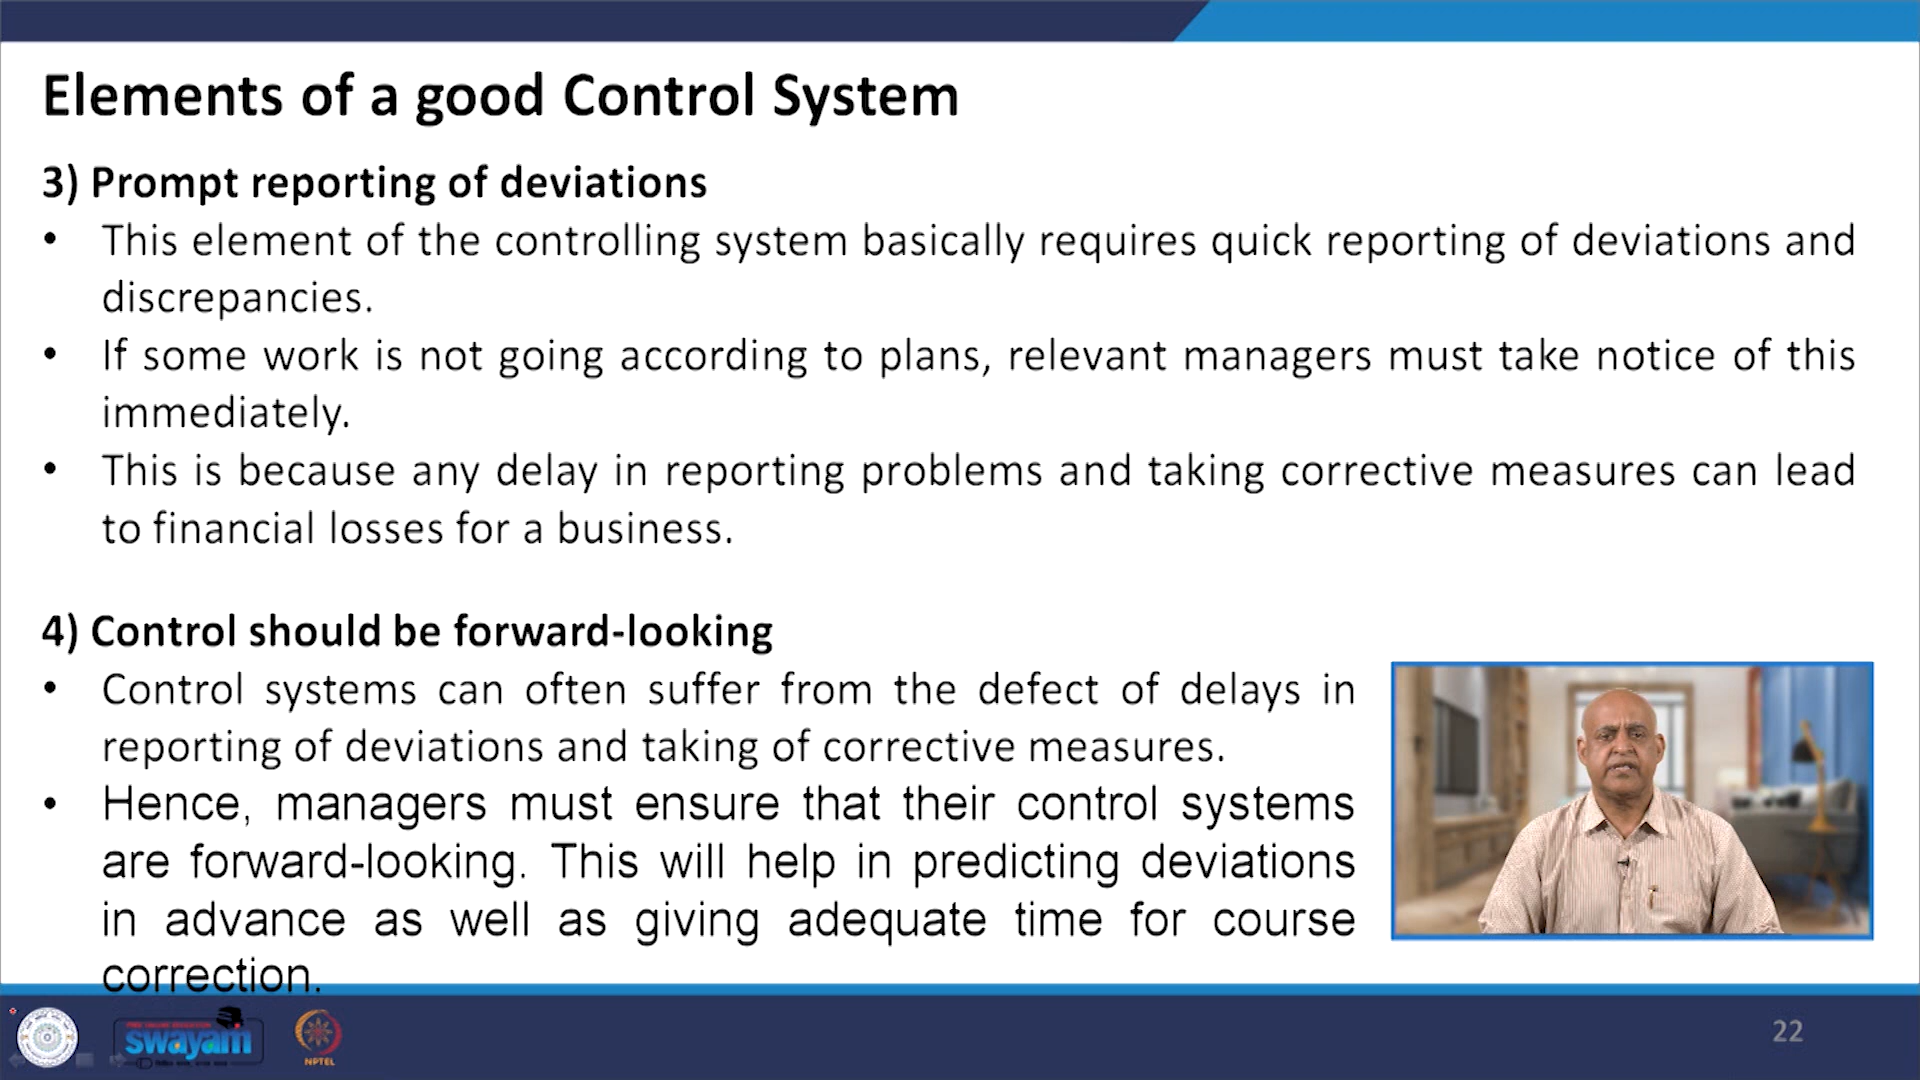 Elements of a good Control System
3) Prompt reporting of deviations
• This element of the controlling system basically requires quick reporting of deviations and
discrepancies.
• If some work is not going according to plans, relevant managers must take notice of this
immediately.
• This is because any delay in reporting problems and taking corrective measures can lead
to financial losses for a business.
4) Control should be forward-looking
• Control systems can often suffer from the defect of delays in
reporting of deviations and taking of corrective measures.
• Hence, managers must ensure that their control systems
are forward-looking. This will help in predicting deviations
in advance as well as giving adequate time for course
correction.
FREE ONLINE EDUCATION
swayam
NPTEL
22